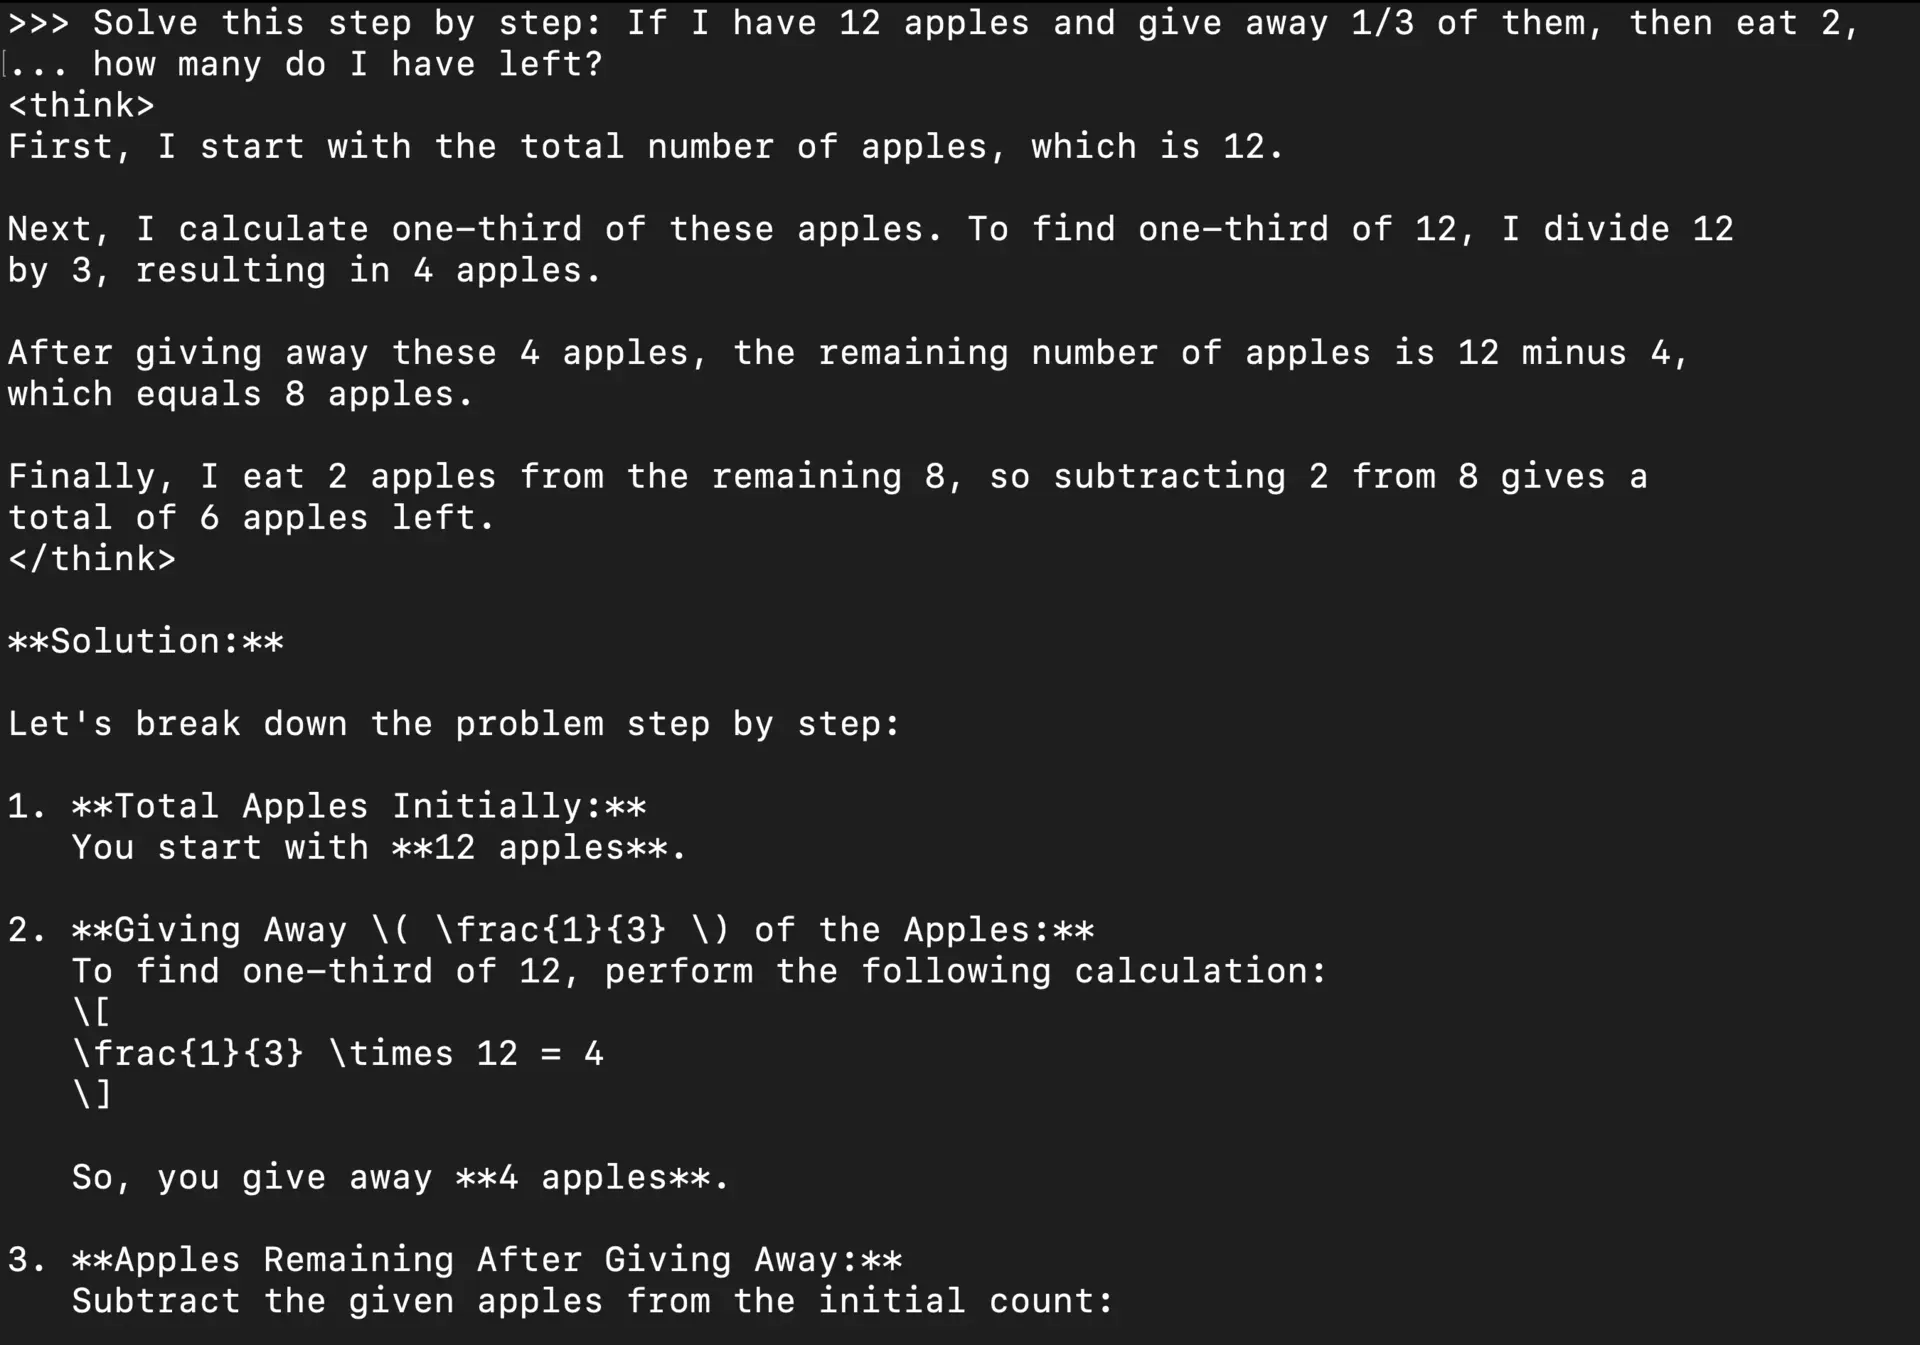 >>> Solve this step by step: If I have 12 apples and give away 1/3 of them, then eat 2,
... how many do I have left?
<think>
First, I start with the total number of apples, which is 12.
Next, I calculate one-third of these apples. To find one-third of 12, I divide 12
by 3, resulting in 4 apples.
After giving away these 4 apples, the remaining number of apples is 12 minus 4,
which equals 8 apples.
Finally, I eat 2 apples from the remaining 8, so subtracting 2 from 8 gives a
total of 6 apples left.
</think>
**Solution:**
Let's break down the problem step by step:
1. **Total Apples Initially:**
You start with **12 apples**.
2. **Giving Away \( \frac{1}{3} \) of the Apples:**
To find one-third of 12, perform the following calculation:
\[
\frac{1}{3} \times 12 = 4
\]
So, you give away **4 apples**.
3. **Apples Remaining After Giving Away:**
Subtract the given apples from the initial count: